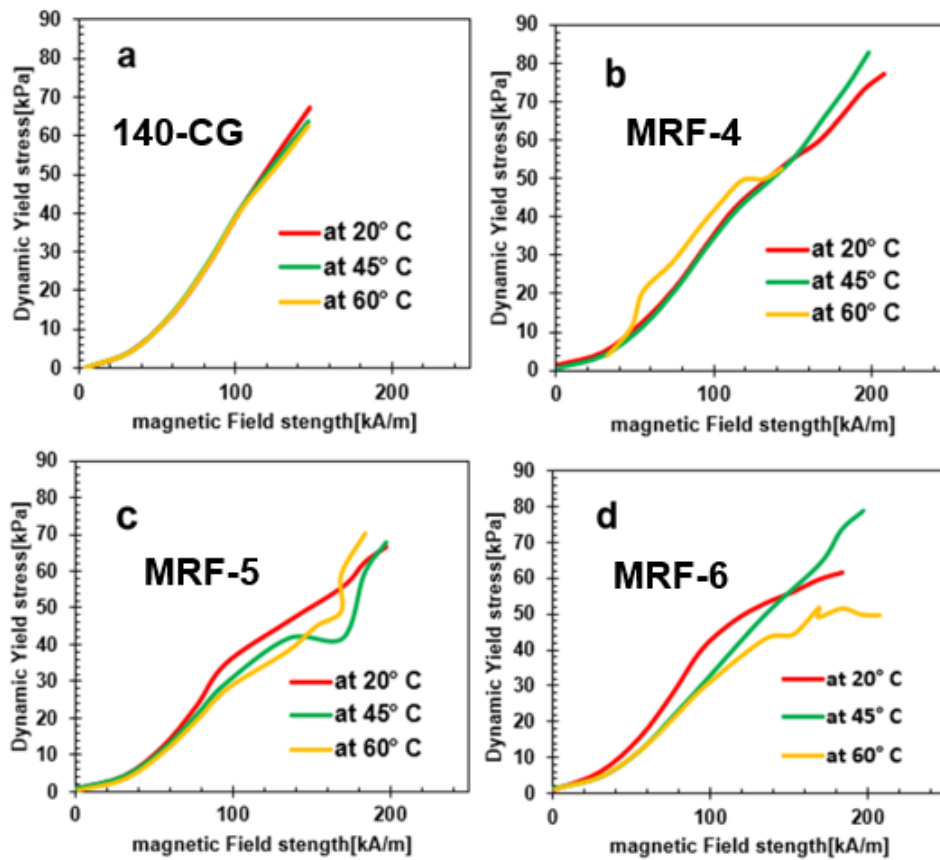 a
140-CG
Dynamic Yield stress[kPa]
90
80
70
60
50
40
30
20
10
0
at 20° C
at 45° C
at 60° C
0 100 200
magnetic Field stength[kA/m]
b
MRF-4
Dynamic Yield stress[kPa]
90
80
70
60
50
40
30
20
10
0
at 20° C
at 45° C
at 60° C
0 100 200
magnetic Field stength[kA/m]
c
MRF-5
Dynamic Yield stress[kPa]
90
80
70
60
50
40
30
20
10
0
at 20° C
at 45° C
at 60° C
0 100 200
magnetic Field stength[kA/m]
d
MRF-6
Dynamic Yield stress[kPa]
90
80
70
60
50
40
30
20
10
0
at 20° C
at 45° C
at 60° C
0 100 200
magnetic Field stength[kA/m]